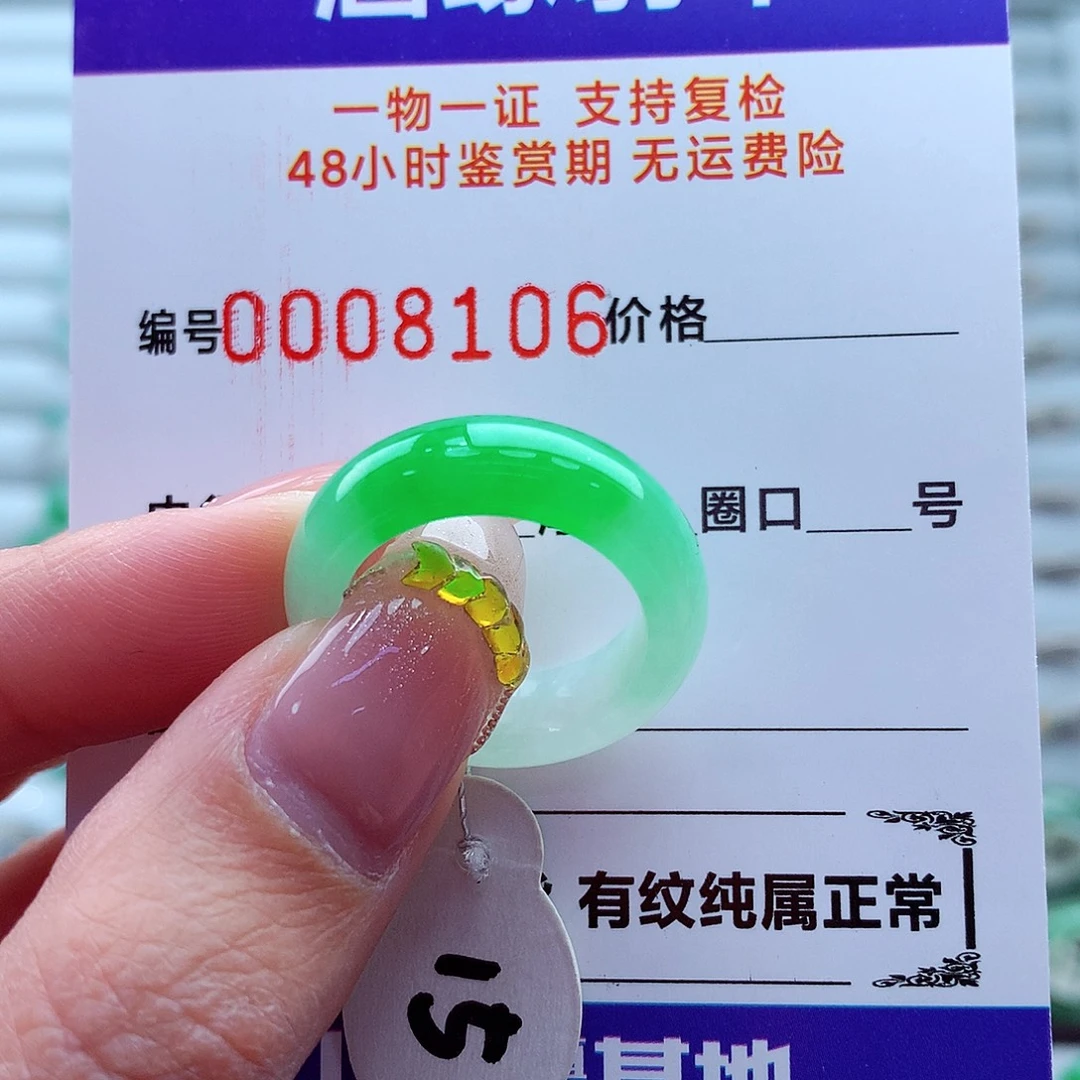 一物一证 支持复检
48小时鉴赏期 无运费险
编号0008106价格
圈口 号
有纹纯属正常
15
基地